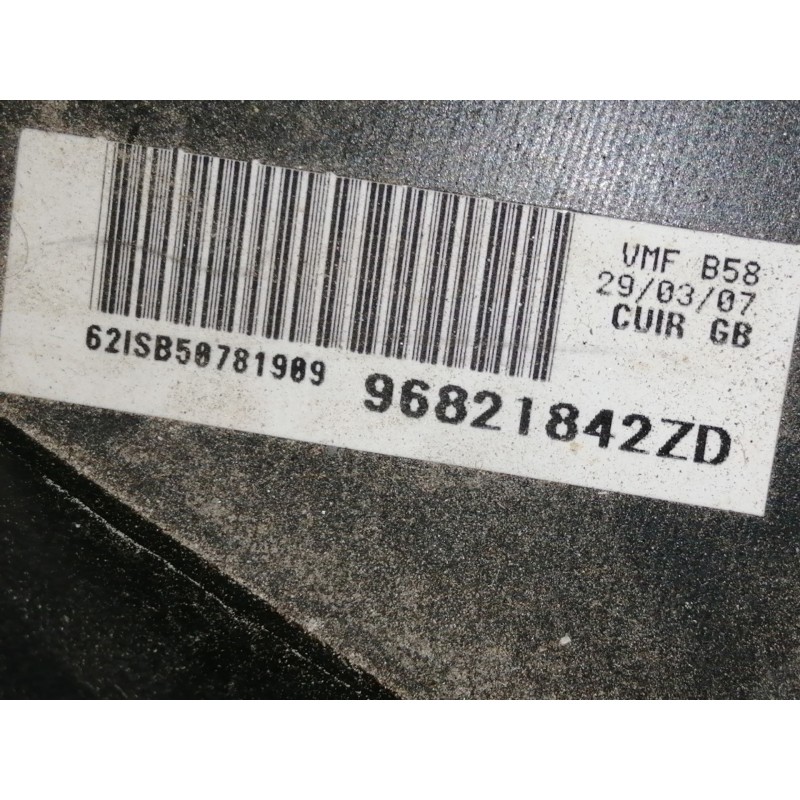 VMF B58
29/03/07
CUIR GB
62ISB50781909
96821842ZD